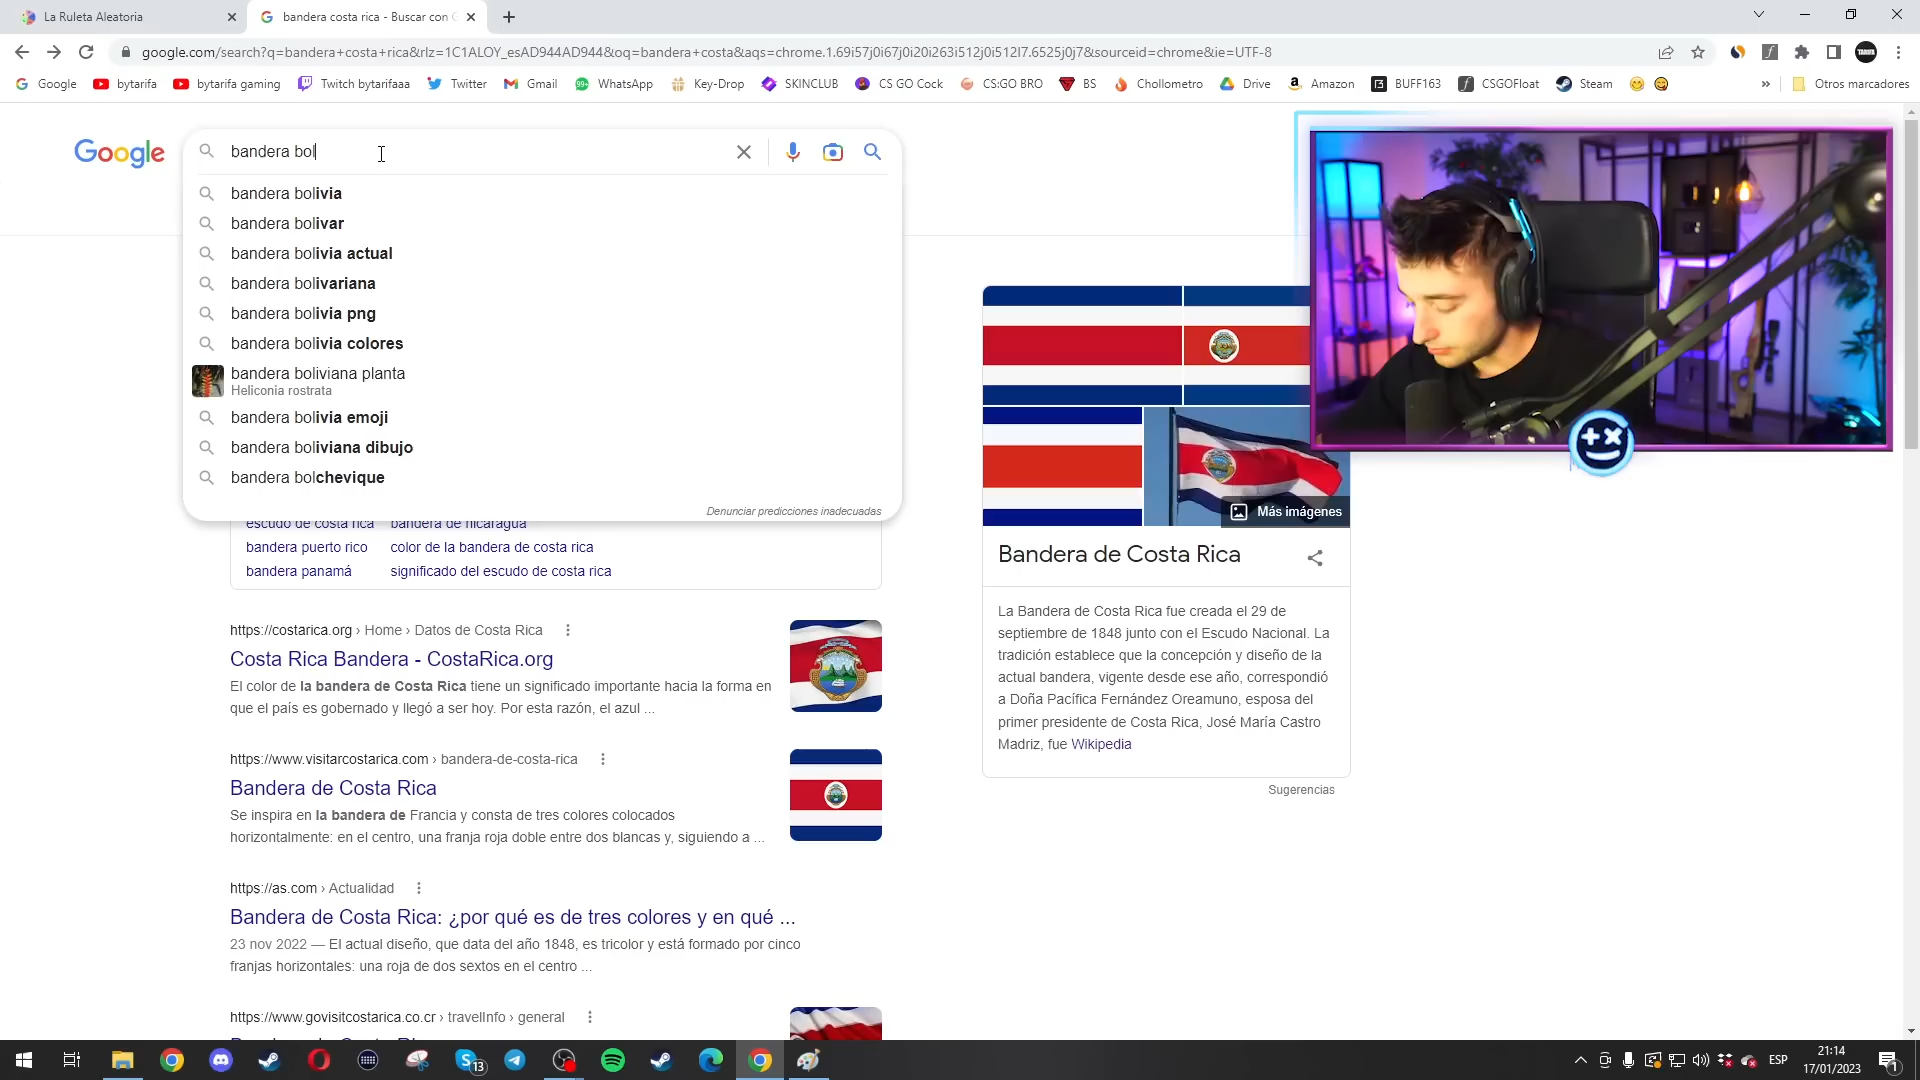 La Ruleta Aleatoria
bandera costa rica - Buscar con G
google.com/search?q=bandera+costa+rica&rlz=1C1ALOY_esAD944AD944&oq=bandera+costa&aqs=chrome.1.69i57j0i67j0i20i263i512j0i512l7.6525j0j7&sourceid=chrome&ie=UTF-8
Google bytarifa bytarifa gaming Twitch bytarifaaa Twitter Gmail WhatsApp Key-Drop SKINCLUB CS GO Cock CS:GO BRO BS Chollometro Drive Amazon BUFF163 CSGOFloat Steam » Otros marcadores
Google
bandera bol
bandera bolivia
bandera bolivar
bandera bolivia actual
bandera bolivariana
bandera bolivia png
bandera bolivia colores
bandera boliviana planta
Heliconia rostrata
bandera bolivia emoji
bandera boliviana dibujo
bandera bolchevique
Denunciar predicciones inadecuadas
escudo de costa rica bandera de nicaragua
bandera puerto rico color de la bandera de costa rica
bandera panamá significado del escudo de costa rica
https://costarica.org › Home › Datos de Costa Rica
Costa Rica Bandera - CostaRica.org
El color de la bandera de Costa Rica tiene un significado importante hacia la forma en
que el país es gobernado y llegó a ser hoy. Por esta razón, el azul ...
https://www.visitarcostarica.com › bandera-de-costa-rica
Bandera de Costa Rica
Se inspira en la bandera de Francia y consta de tres colores colocados
horizontalmente: en el centro, una franja roja doble entre dos blancas y, siguiendo a ...
https://as.com › Actualidad
Bandera de Costa Rica: ¿por qué es de tres colores y en qué ...
23 nov 2022 — El actual diseño, que data del año 1848, es tricolor y está formado por cinco
franjas horizontales: una roja de dos sextos en el centro ...
https://www.govisitcostarica.co.cr › travelInfo › general
Más imágenes
Bandera de Costa Rica
La Bandera de Costa Rica fue creada el 29 de
septiembre de 1848 junto con el Escudo Nacional. La
tradición establece que la concepción y diseño de la
actual bandera, vigente desde ese año, correspondió
a Doña Pacífica Fernández Oreamuno, esposa del
primer presidente de Costa Rica, José María Castro
Madriz, fue Wikipedia
Sugerencias
13
ESP
21:14
17/01/2023
1